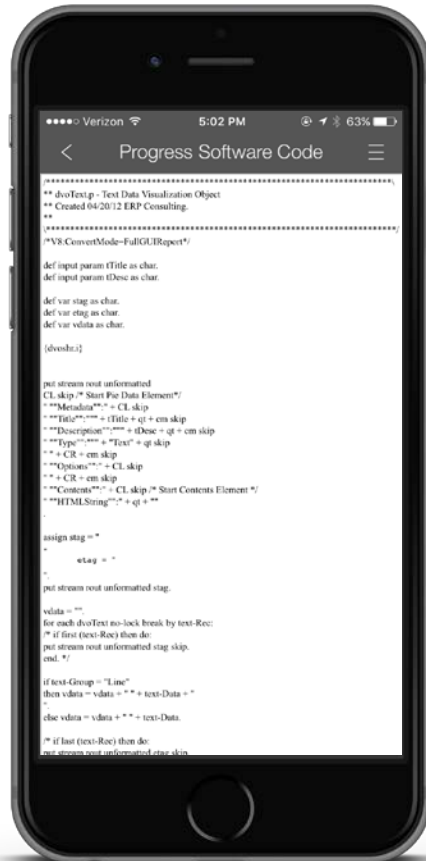 Verizon 5:02 PM 63%
Progress Software Code
/*************************************************************************\
** dvoText.p - Text Data Visualization Object
** Created 04/20/12 ERP Consulting.
**
\*************************************************************************/
/*V8:ConvertMode=FullGUIReport*/
def input param tTitle as char.
def input param tDesc as char.
def var stag as char.
def var etag as char.
def var vdata as char.
{dvoshr.i}
put stream rout unformatted
CL skip /* Start Pie Data Element*/
" ""Metadata"":" + CL skip
" ""Title"":""" + tTitle + qt + cm skip
" ""Description"":""" + tDesc + qt + cm skip
" ""Type"":""" + "Text" + qt skip
" " + CR + cm skip
" ""Options"":" + CL skip
" " + CR + cm skip
" ""Contents"":" + CL skip /* Start Contents Element */
" ""HTMLString"":" + qt + ""
.
assign stag = "
"
etag = "
".
put stream rout unformatted stag.
vdata = "".
for each dvoText no-lock break by text-Rec:
/* if first (text-Rec) then do:
put stream rout unformatted stag skip.
end. */
if text-Group = "Line"
then vdata = vdata + " " + text-Data + "
".
else vdata = vdata + " " + text-Data.
/* if last (text-Rec) then do:
put stream rout unformatted etag skip.